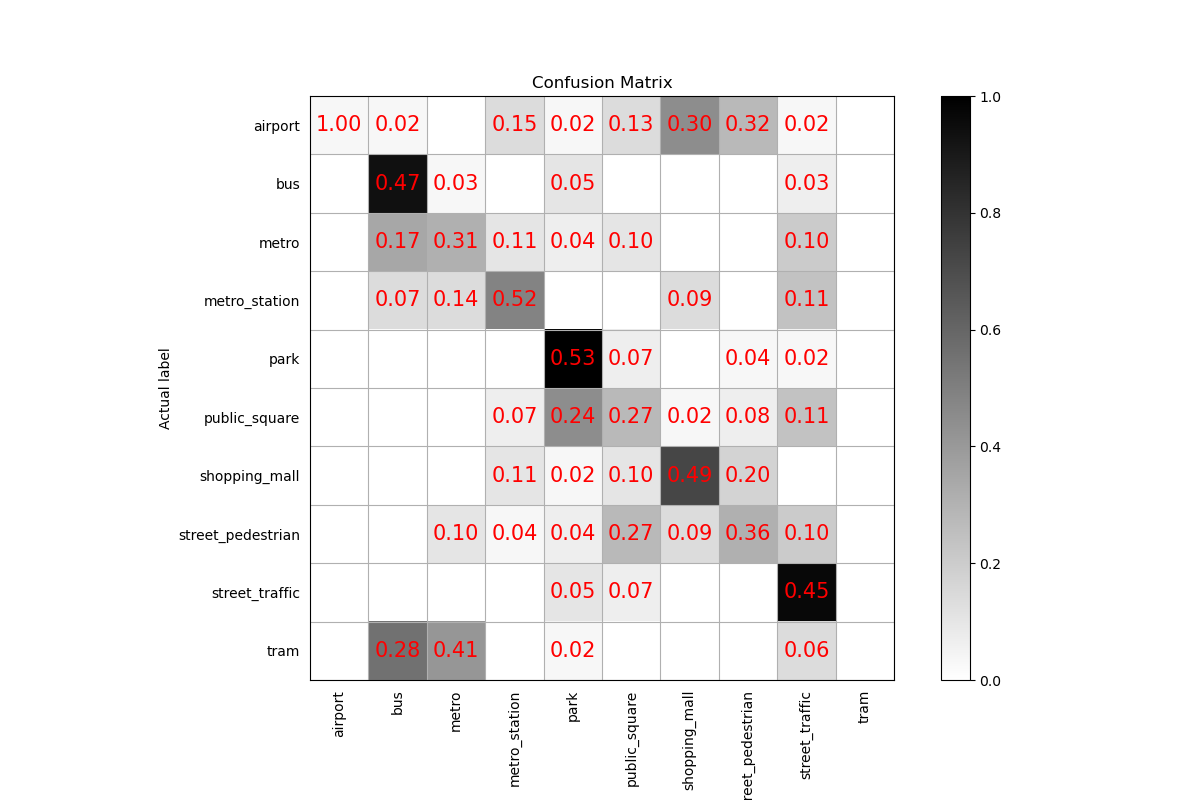 Confusion Matrix
airport 1.00 0.02 0.15 0.02 0.13 0.30 0.32 0.02
bus 0.47 0.03 0.05 0.03
metro 0.17 0.31 0.11 0.04 0.10 0.10
metro_station 0.07 0.14 0.52 0.09 0.11
park 0.53 0.07 0.04 0.02
public_square 0.07 0.24 0.27 0.02 0.08 0.11
shopping_mall 0.11 0.02 0.10 0.49 0.20
street_pedestrian 0.10 0.04 0.04 0.27 0.09 0.36 0.10
street_traffic 0.05 0.07 0.45
tram 0.28 0.41 0.02 0.06
Actual label
airport
bus
metro
metro_station
park
public_square
shopping_mall
reet_pedestrian
street_traffic
tram
1.0
0.8
0.6
0.4
0.2
0.0